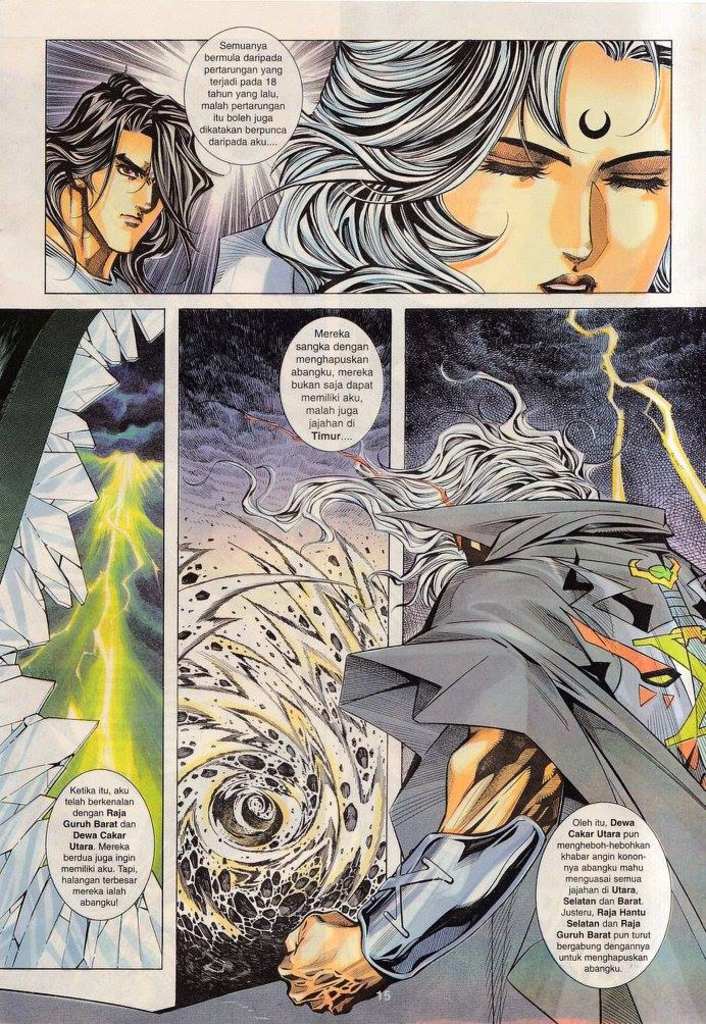 Semuanya
bermula daripada
pertarungan yang
terjadi pada 18
tahun yang lalu,
malah pertarungan
itu boleh juga
dikatakan berpunca
daripada aku....
Ketika itu, aku
telah berkenalan
dengan Raja
Guruh Barat dan
Dewa Cakar
Utara. Mereka
berdua juga ingin
memiliki aku. Tapi,
halangan terbesar
mereka ialah
abangku!
Mereka
sangka dengan
menghapuskan
abangku, mereka
bukan saja dapat
memiliki aku,
malah juga
jajahan di
Timur....
Oleh itu, Dewa
Cakar Utara pun
mengheboh-hebohkan
khabar angin konon-
nya abangku mahu
menguasai semua
jajahan di Utara,
Selatan dan Barat.
Justeru, Raja Hantu
Selatan dan Raja
Guruh Barat pun turut
bergabung dengannya
untuk menghapuskan
abangku.
15